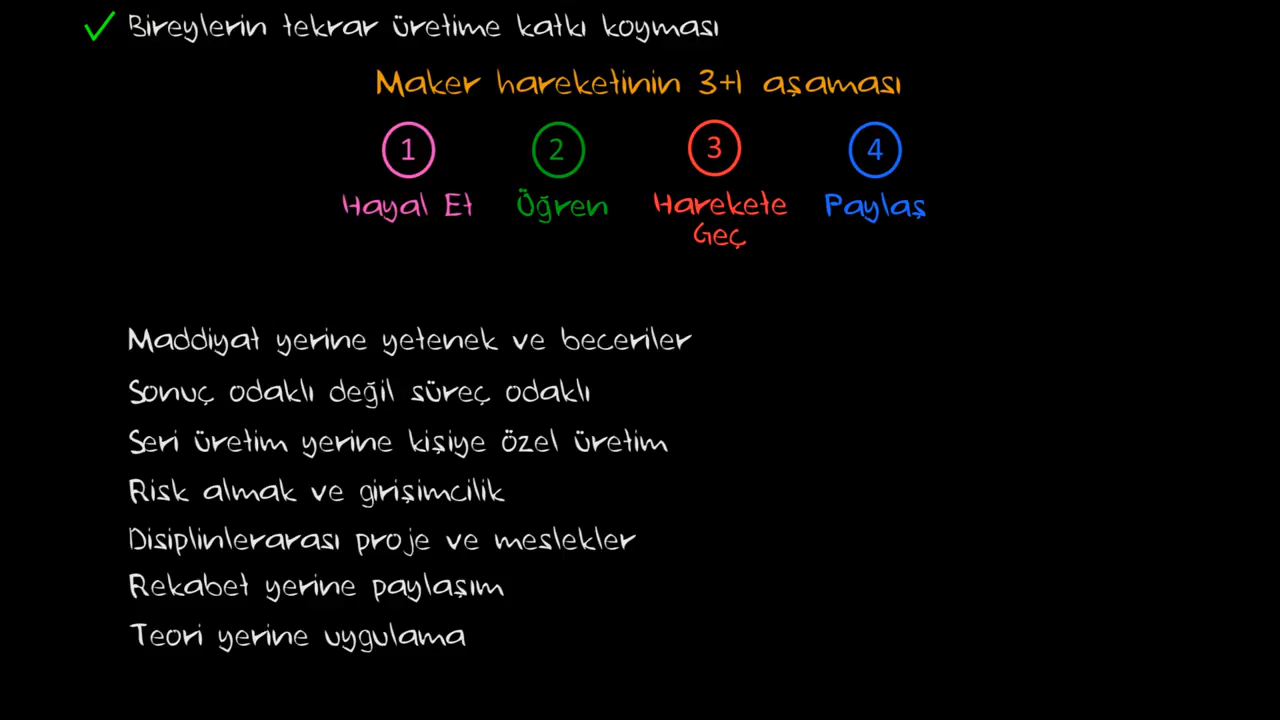 ✓ Bireylerin tekrar üretime katkı koyması
Maker hareketinin 3+1 aşaması
1 2 3 4
Hayal Et Öğren Harekete Geç Paylaş
Maddiyat yerine yetenek ve beceriler
Sonuç odaklı değil süreç odaklı
Seri üretim yerine kişiye özel üretim
Risk almak ve girişimcilik
Disiplinlerarası proje ve meslekler
Rekabet yerine paylaşım
Teori yerine uygulama